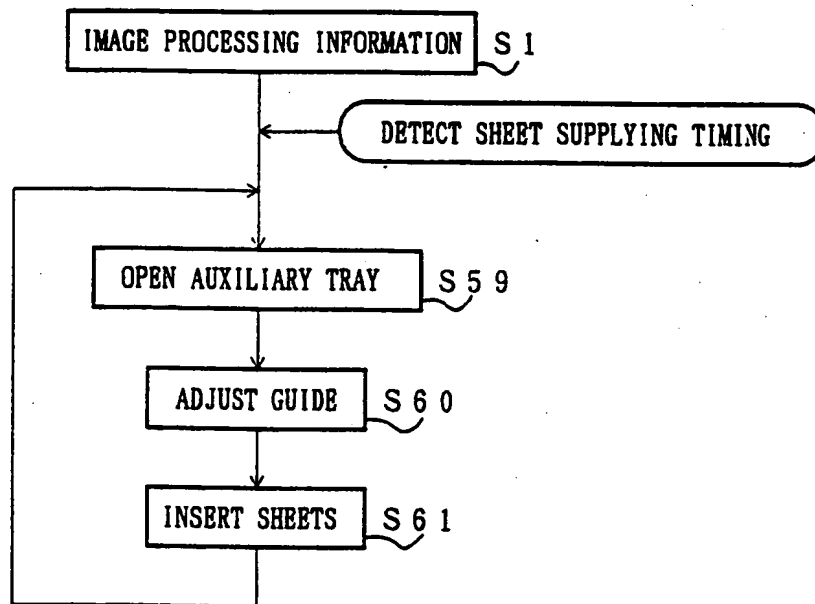 IMAGE PROCESSING INFORMATION S1
DETECT SHEET SUPPLYING TIMING
OPEN AUXILIARY TRAY S59
ADJUST GUIDE S60
INSERT SHEETS S61